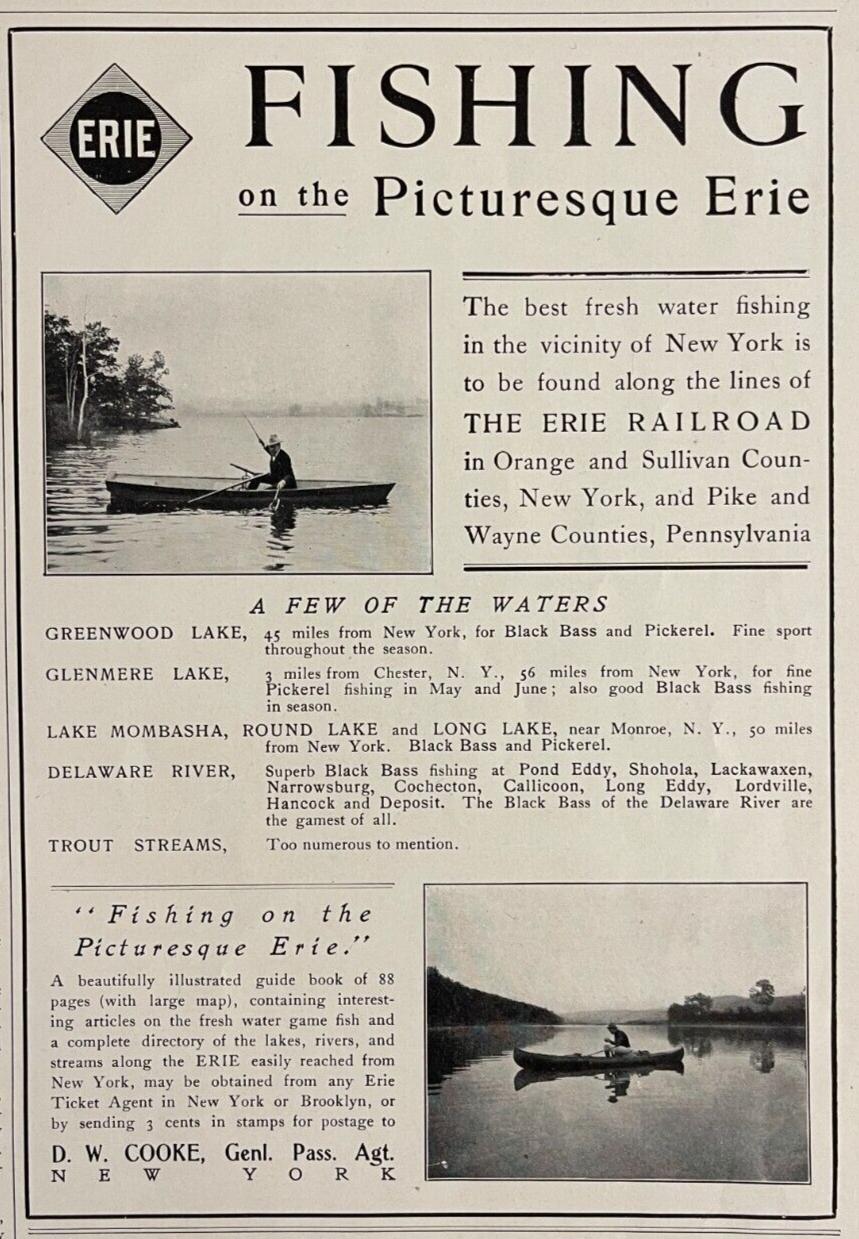 ERIE
FISHING
on the Picturesque Erie
The best fresh water fishing
in the vicinity of New York is
to be found along the lines of
THE ERIE RAILROAD
in Orange and Sullivan Coun-
ties, New York, and Pike and
Wayne Counties, Pennsylvania
A FEW OF THE WATERS
GREENWOOD LAKE, 45 miles from New York, for Black Bass and Pickerel. Fine sport
throughout the season.
GLENMERE LAKE, 3 miles from Chester, N. Y., 56 miles from New York, for fine
Pickerel fishing in May and June; also good Black Bass fishing
in season.
LAKE MOMBASHA, ROUND LAKE and LONG LAKE, near Monroe, N. Y., 50 miles
from New York. Black Bass and Pickerel.
DELAWARE RIVER, Superb Black Bass fishing at Pond Eddy, Shohola, Lackawaxen,
Narrowsburg, Cochecton, Callicoon, Long Eddy, Lordville,
Hancock and Deposit. The Black Bass of the Delaware River are
the gamest of all.
TROUT STREAMS, Too numerous to mention.
"Fishing on the
Picturesque Erie."
A beautifully illustrated guide book of 88
pages (with large map), containing interest-
ing articles on the fresh water game fish and
a complete directory of the lakes, rivers, and
streams along the ERIE easily reached from
New York, may be obtained from any Erie
Ticket Agent in New York or Brooklyn, or
by sending 3 cents in stamps for postage to
D. W. COOKE, Genl. Pass. Agt.
NEW YORK